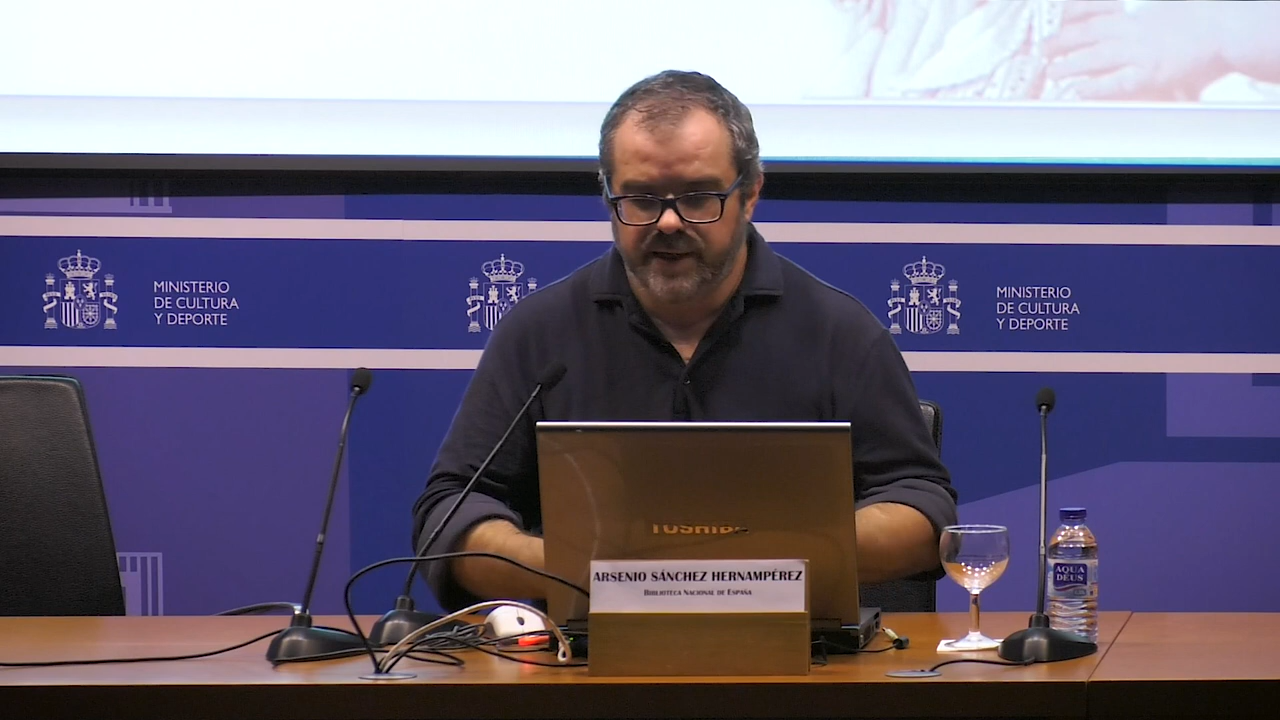 MINISTERIO
DE CULTURA
Y DEPORTE
MINISTERIO
DE CULTURA
Y DEPORTE
TOSHIBA
ARSENIO SÁNCHEZ HERNAMPÉREZ
BIBLIOTECA NACIONAL DE ESPAÑA
AQUA
DEUS